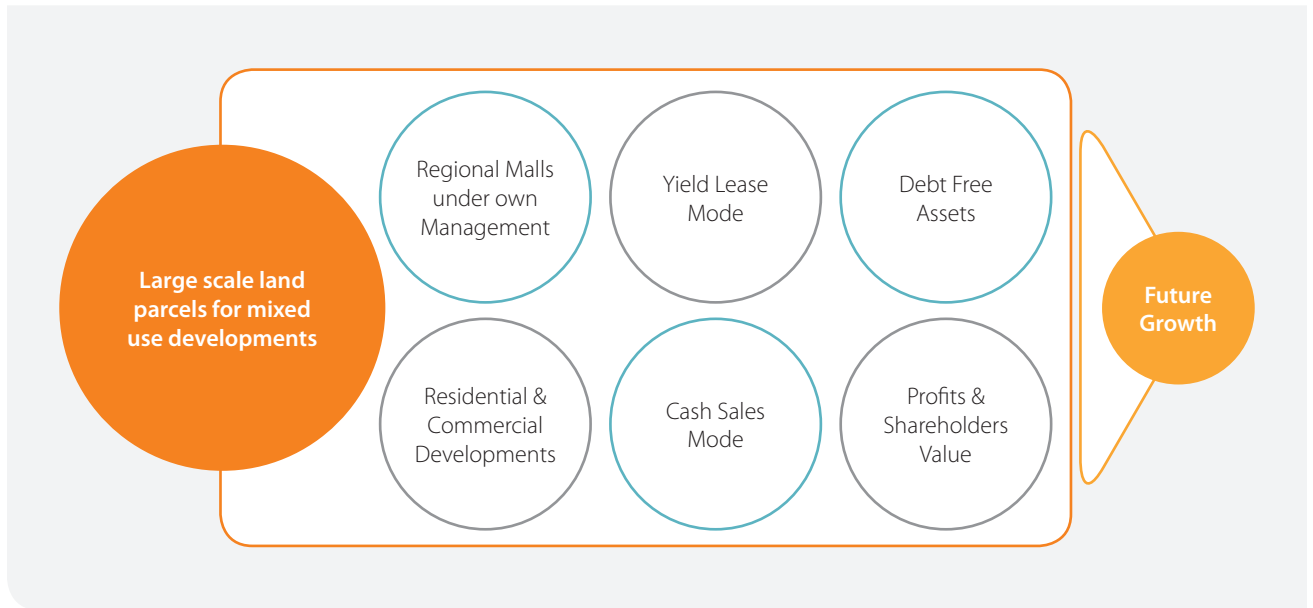 Large scale land
parcels for mixed
use developments
Regional Malls
under own
Management
Yield Lease
Mode
Debt Free
Assets
Residential &
Commercial
Developments
Cash Sales
Mode
Profits &
Shareholders
Value
Future
Growth